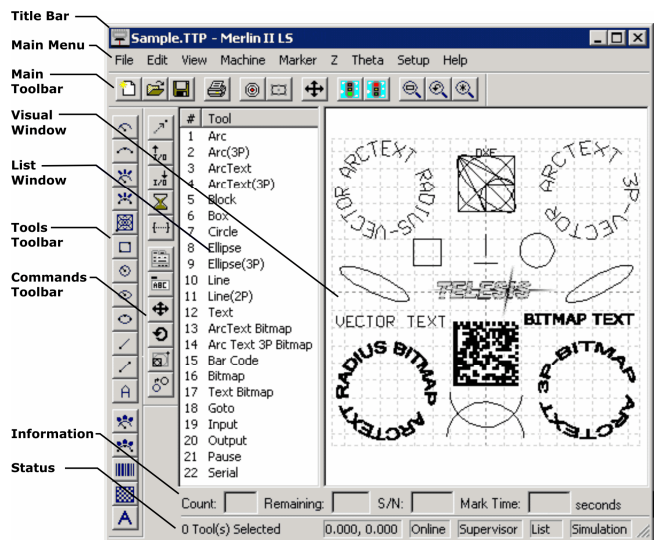 Title Bar
Sample.TTP - Merlin II LS
Main Menu
File Edit View Machine Marker Z Theta Setup Help
Main
Toolbar
Visual
Window
List
Window
Tools
Toolbar
Commands
Toolbar
Information
Status
I/O
I/O
ABC
A
A
# Tool
1 Arc
2 Arc(3P)
3 ArcText
4 ArcText(3P)
5 Block
6 Box
7 Circle
8 Ellipse
9 Ellipse(3P)
10 Line
11 Line(2P)
12 Text
13 ArcText Bitmap
14 Arc Text 3P Bitmap
15 Bar Code
16 Bitmap
17 Text Bitmap
18 Goto
19 Input
20 Output
21 Pause
22 Serial
RADIUS-VECTOR ARCTEXT
DXF
3P-VECTOR ARCTEXT
TELESIS
VECTOR TEXT
BITMAP TEXT
ARCTEXT RADIUS BITMAP
3P-BITMAP ARCTEXT
Count: Remaining: S/N: Mark Time: seconds
0 Tool(s) Selected 0.000, 0.000 Online Supervisor List Simulation